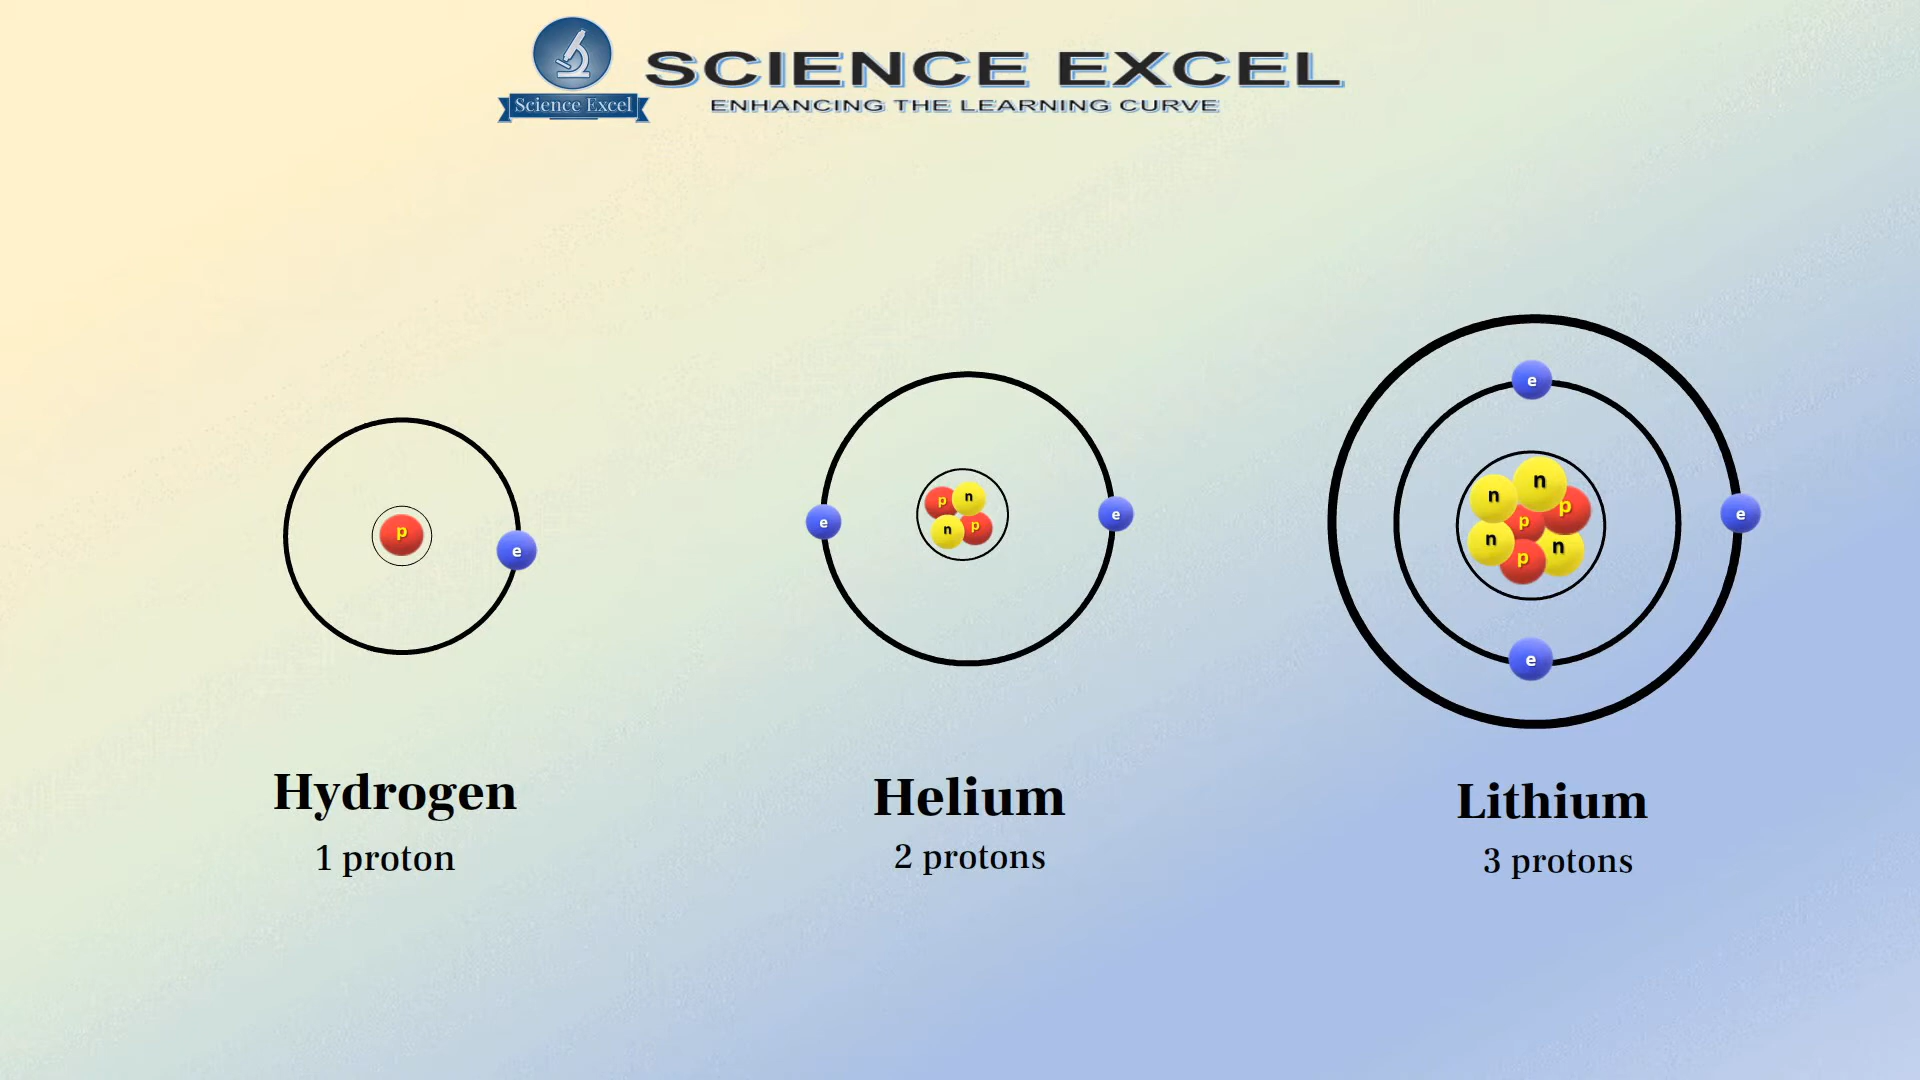 SCIENCE EXCEL
Science Excel
ENHANCING THE LEARNING CURVE
p
e
e
p
n
n
p
e
e
n
n
p
p
n
n
p
e
e
Hydrogen
Helium
Lithium
1 proton
2 protons
3 protons